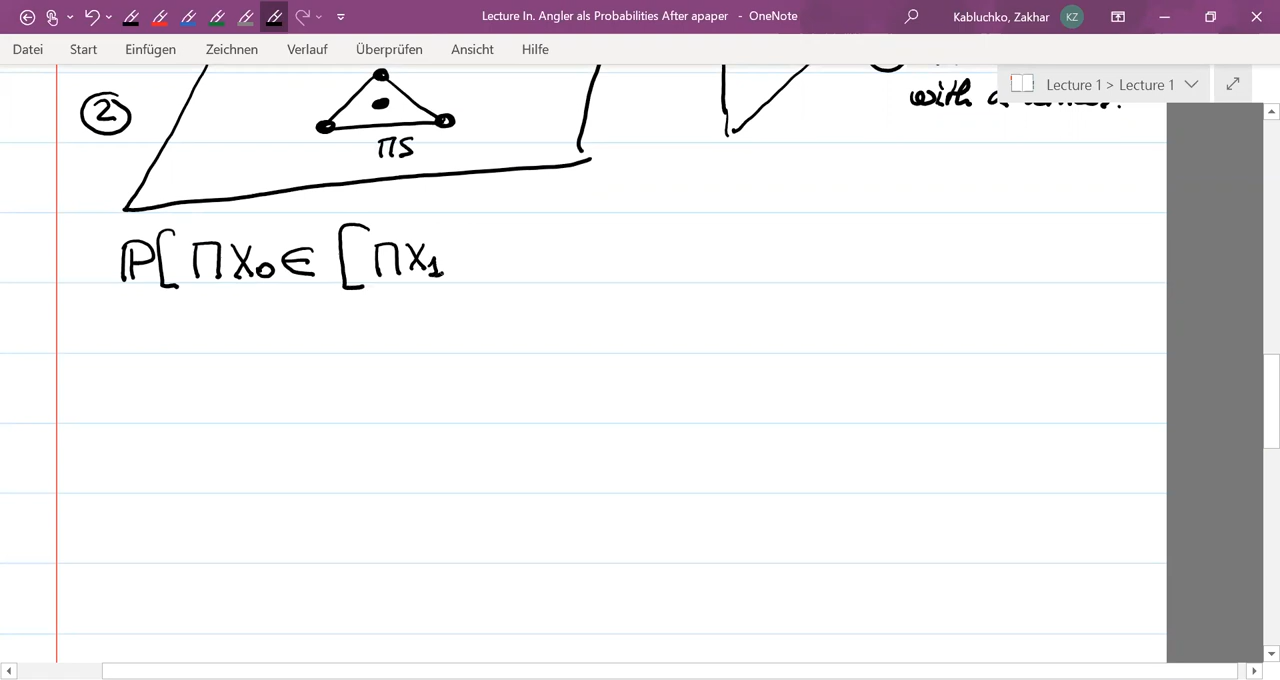 Lecture In. Angler als Probabilities After apaper - OneNote
Kabluchko, Zakhar KZ
Datei Start Einfügen Zeichnen Verlauf Überprüfen Ansicht Hilfe
Lecture 1 > Lecture 1
with a
②
ΠS
ℙ[ΠX₀∈[ΠX₁